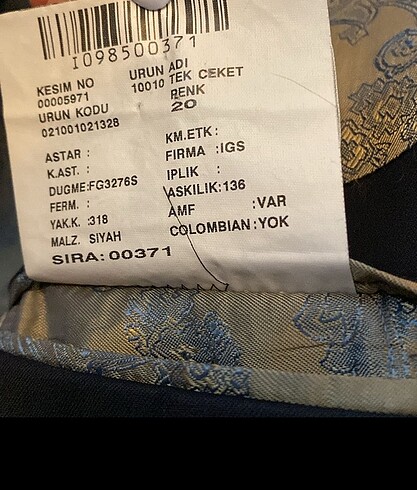 I098500371
KESIM NO
00005971
URUN ADI
10010 TEK CEKET
URUN KODU
021001021328
RENK
20
ASTAR :
K.AST. :
DUGME:FG3276S
FERM. :
YAK.K. :318
MALZ. SIYAH
KM.ETK :
FIRMA :IGS
IPLIK :
ASKILIK:136
AMF :VAR
COLOMBIAN:YOK
SIRA:00371